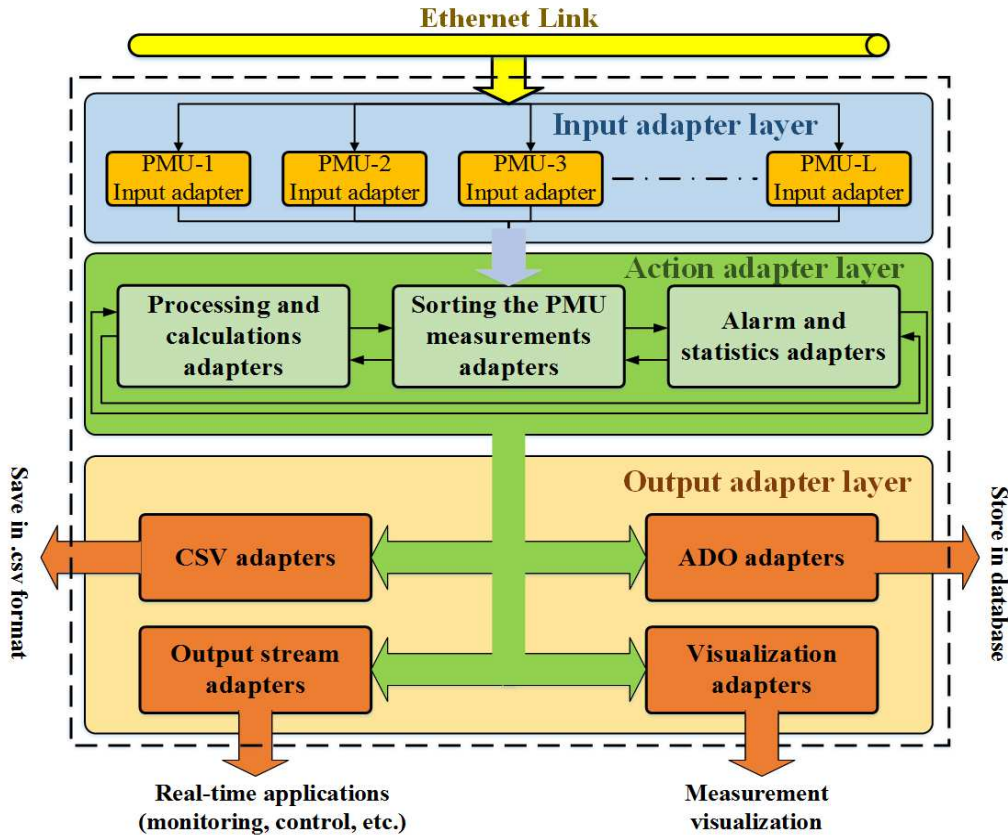 Ethernet Link
Input adapter layer
PMU-1
Input adapter
PMU-2
Input adapter
PMU-3
Input adapter
PMU-L
Input adapter
Action adapter layer
Processing and
calculations
adapters
Sorting the PMU
measurements
adapters
Alarm and
statistics adapters
Output adapter layer
Save in .csv format
CSV adapters
ADO adapters
Store in database
Output stream
adapters
Visualization
adapters
Real-time applications
(monitoring, control, etc.)
Measurement
visualization